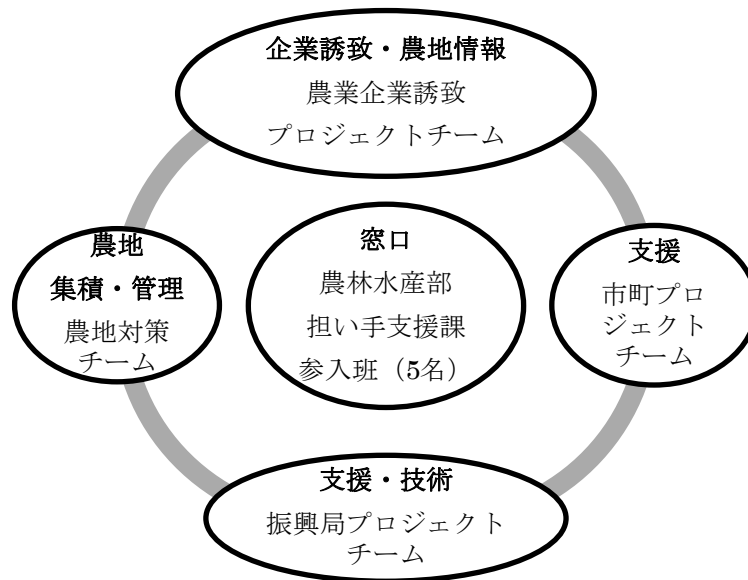 企業誘致・農地情報
農業企業誘致
プロジェクトチーム
農地
集積・管理
農地対策
チーム
窓口
農林水産部
担い手支援課
参入班（5名）
支援
市町プロ
ジェクト
チーム
支援・技術
振興局プロジェクト
チーム